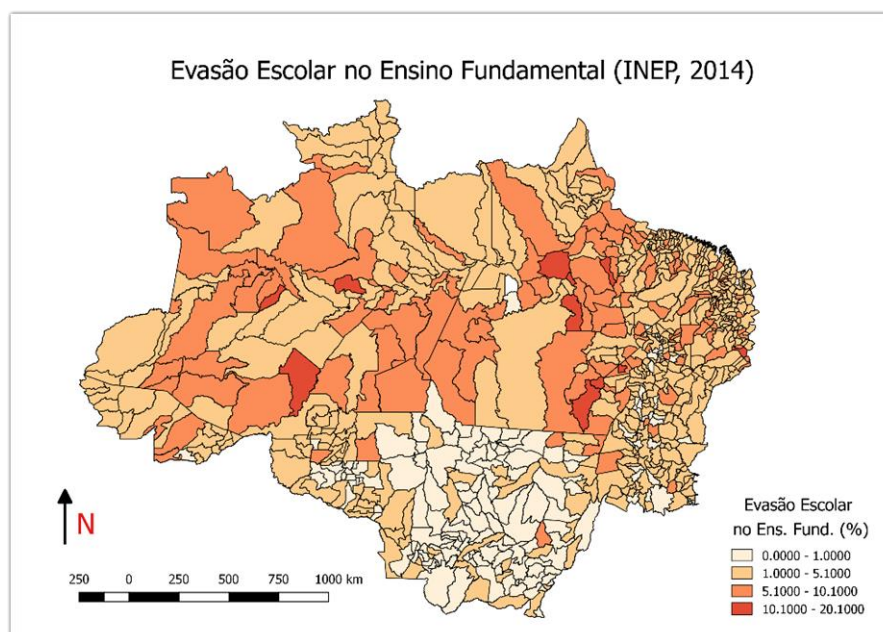 Evasão Escolar no Ensino Fundamental (INEP, 2014)
N
250 0 250 500 750 1000 km
Evasão Escolar
no Ens. Fund. (%)
0.0000 - 1.0000
1.0000 - 5.1000
5.1000 - 10.1000
10.1000 - 20.1000